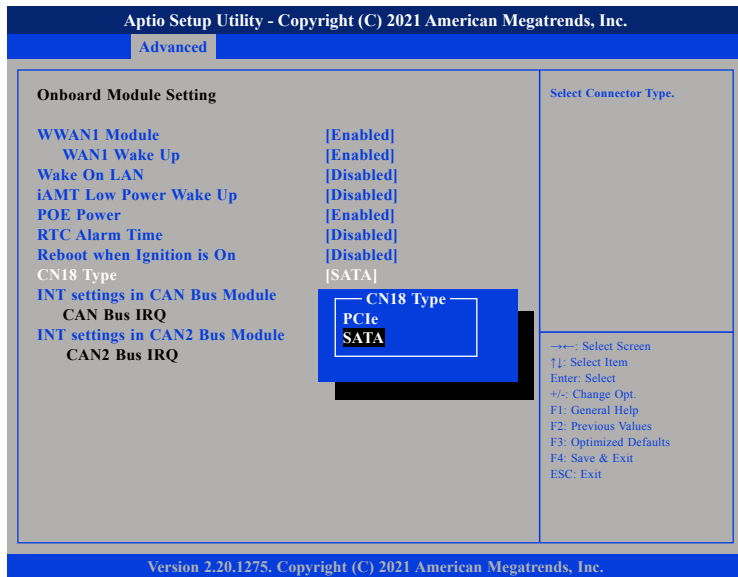 Aptio Setup Utility - Copyright (C) 2021 American Megatrends, Inc.
Advanced
Onboard Module Setting
WWAN1 Module [Enabled]
WAN1 Wake Up [Enabled]
Wake On LAN [Disabled]
iAMT Low Power Wake Up [Disabled]
POE Power [Enabled]
RTC Alarm Time [Disabled]
Reboot when Ignition is On [Disabled]
CN18 Type [SATA]
INT settings in CAN Bus Module
CAN Bus IRQ
INT settings in CAN2 Bus Module
CAN2 Bus IRQ
CN18 Type
PCIe
SATA
Select Connector Type.
→←: Select Screen
↑↓: Select Item
Enter: Select
+/-: Change Opt.
F1: General Help
F2: Previous Values
F3: Optimized Defaults
F4: Save & Exit
ESC: Exit
Version 2.20.1275. Copyright (C) 2021 American Megatrends, Inc.